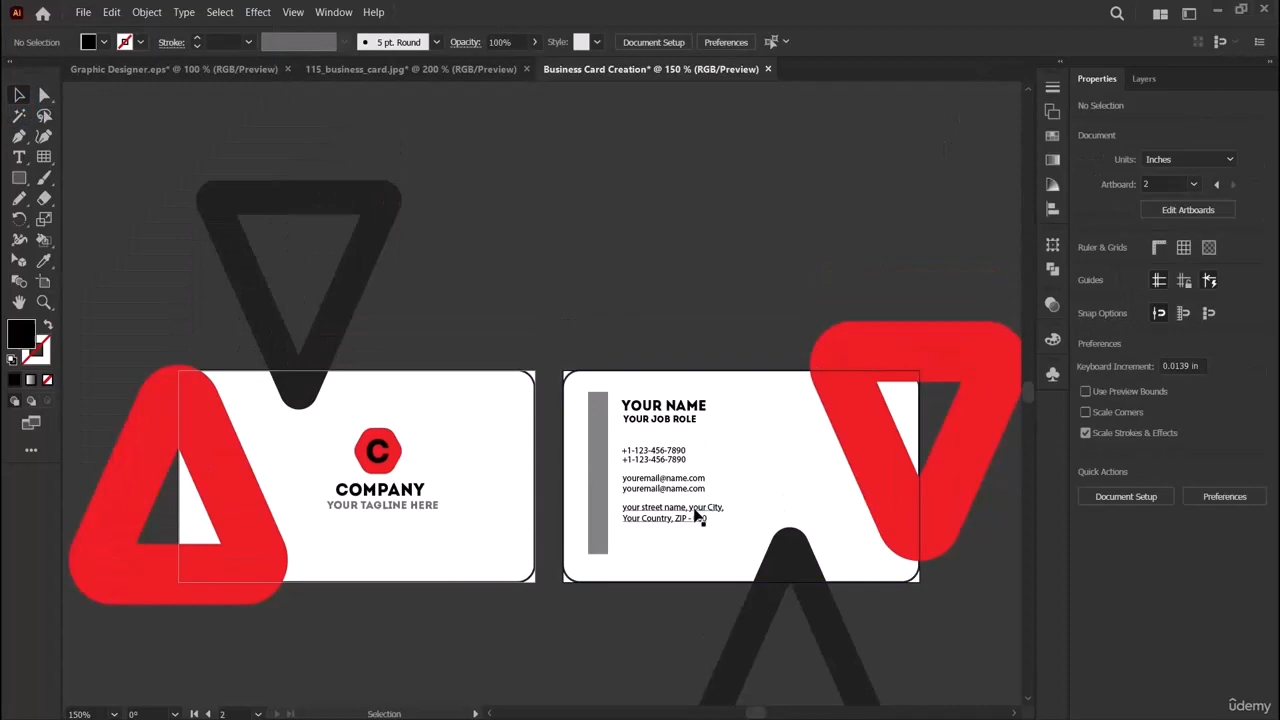 Ai File Edit Object Type Select Effect View Window Help
No Selection Stroke: 5 pt. Round Opacity: 100% Style: Document Setup Preferences
Graphic Designer.eps* @ 100 % (RGB/Preview) × 115_business_card.jpg* @ 200 % (RGB/Preview) × Business Card Creation* @ 150 % (RGB/Preview) ×
Properties Layers
No Selection
Document
Units: Inches
Artboard: 2
Edit Artboards
Ruler & Grids
Guides
Snap Options
Preferences
Keyboard Increment: 0.0139 in
Use Preview Bounds
Scale Corners
Scale Strokes & Effects
Quick Actions
Document Setup Preferences
C
COMPANY
YOUR TAGLINE HERE
YOUR NAME
YOUR JOB ROLE
+1-123-456-7890
+1-123-456-7890
youremail@name.com
youremail@name.com
your street name, your City,
Your Country, ZIP -
150% 0° 2 Selection
ûdemy